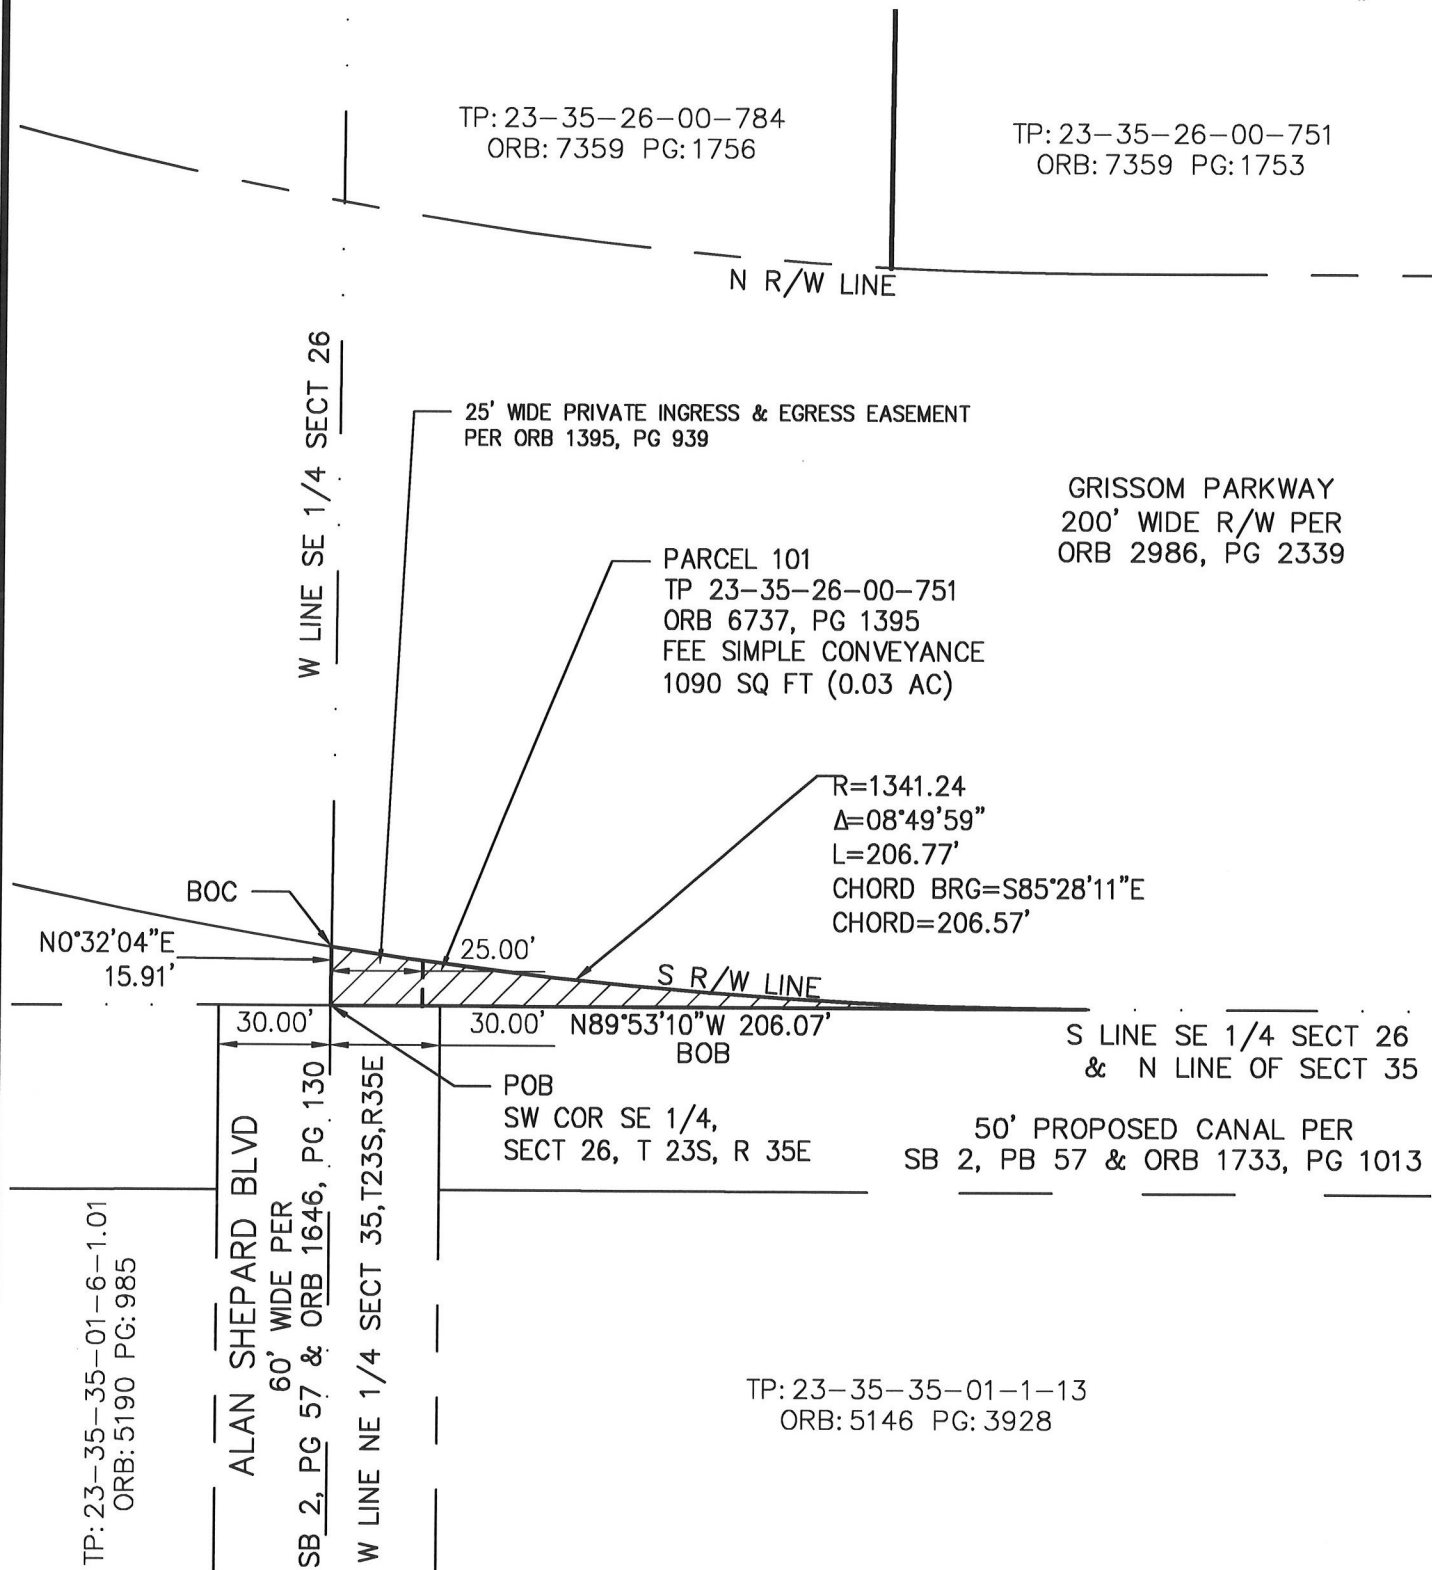 TP: 23-35-26-00-784
ORB: 7359 PG: 1756
TP: 23-35-26-00-751
ORB: 7359 PG: 1753
N R/W LINE
W LINE SE 1/4 SECT 26
25' WIDE PRIVATE INGRESS & EGRESS EASEMENT
PER ORB 1395, PG 939
GRISSOM PARKWAY
200' WIDE R/W PER
ORB 2986, PG 2339
PARCEL 101
TP 23-35-26-00-751
ORB 6737, PG 1395
FEE SIMPLE CONVEYANCE
1090 SQ FT (0.03 AC)
R=1341.24
Δ=08°49'59"
L=206.77'
CHORD BRG=S85°28'11"E
CHORD=206.57'
BOC
N0°32'04"E
15.91'
25.00'
S R/W LINE
30.00'
30.00'
N89°53'10"W 206.07'
BOB
S LINE SE 1/4 SECT 26
& N LINE OF SECT 35
POB
SW COR SE 1/4,
SECT 26, T 23S, R 35E
50' PROPOSED CANAL PER
SB 2, PB 57 & ORB 1733, PG 1013
TP: 23-35-35-01-6-1.01
ORB: 5190 PG: 985
ALAN SHEPARD BLVD
60' WIDE PER
SB 2, PG 57 & ORB 1646, PG 130
W LINE NE 1/4 SECT 35,T23S,R35E
TP: 23-35-35-01-1-13
ORB: 5146 PG: 3928